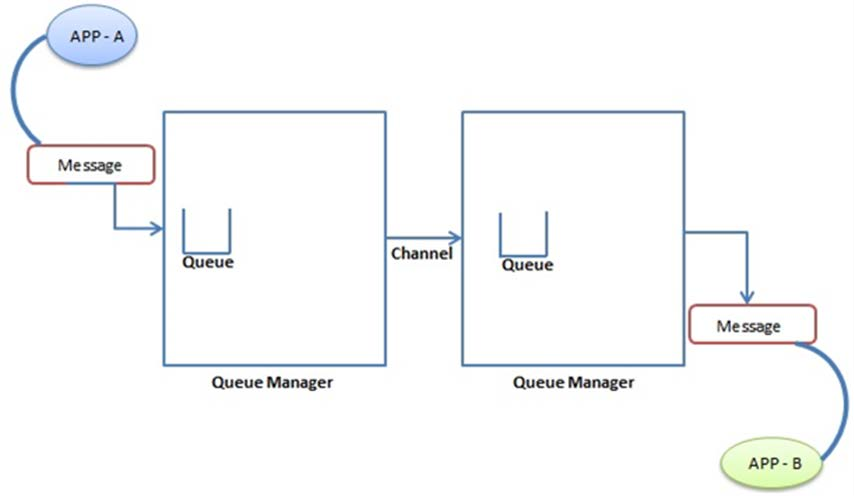 APP - A
Message
Queue
Channel
Queue
Queue Manager
Queue Manager
Message
APP - B